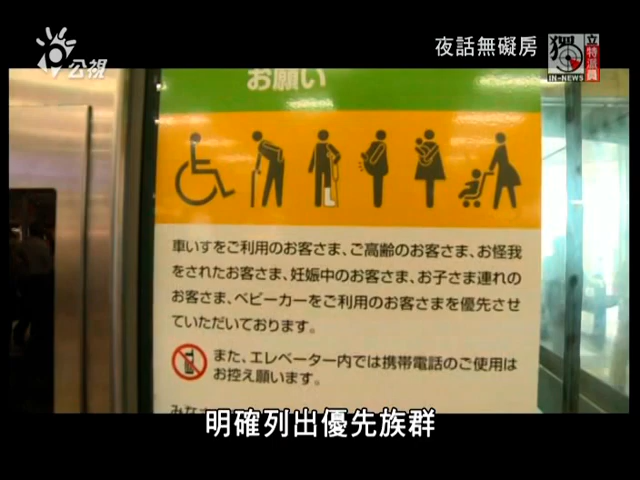 公視
夜話無礙房
獨立特派員
IN-NEWS
お願い
車いすをご利用のお客さま、ご高齢のお客さま、お怪我
をされたお客さま、妊娠中のお客さま、お子さま連れの
お客さま、ベビーカーをご利用のお客さまを優先させ
ていただいております。
また、エレベーター内では携帯電話のご使用は
お控え願います。
明確列出優先族群